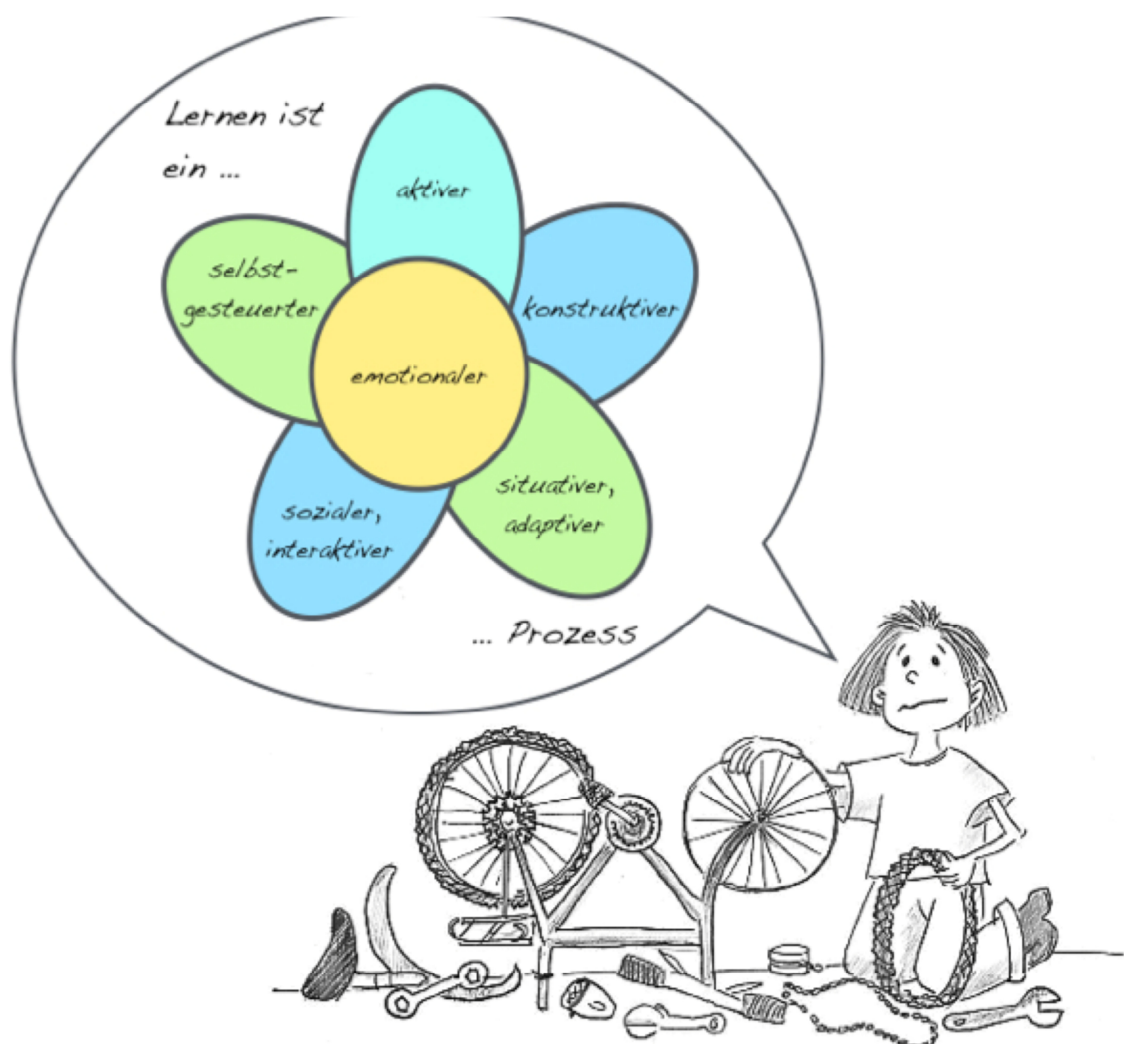 Lernen ist
ein ...
aktiver
selbst-
gesteuerter
konstruktiver
emotionaler
situativer,
adaptiver
sozialer,
interaktiver
... Prozess